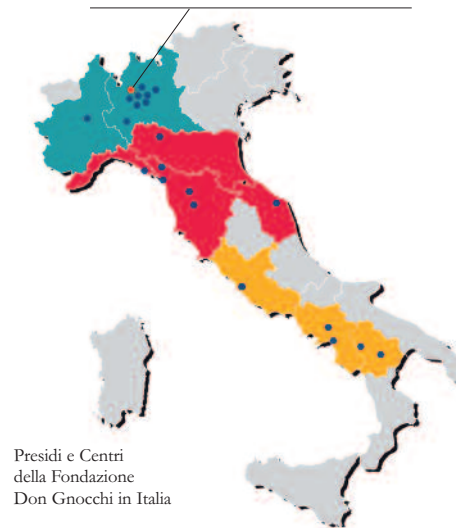 Presidi e Centri
della Fondazione
Don Gnocchi in Italia